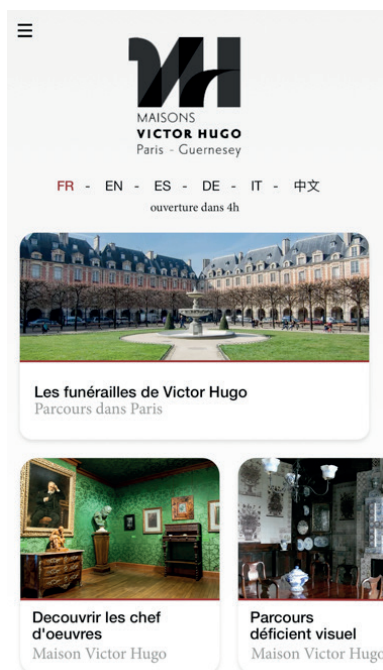 MAISONS
VICTOR HUGO
Paris - Guernesey
FR - EN - ES - DE - IT - 中文
ouverture dans 4h
Les funérailles de Victor Hugo
Parcours dans Paris
Decouvrir les chef
d'oeuvres
Maison Victor Hugo
Parcours
déficient visuel
Maison Victor Hugo